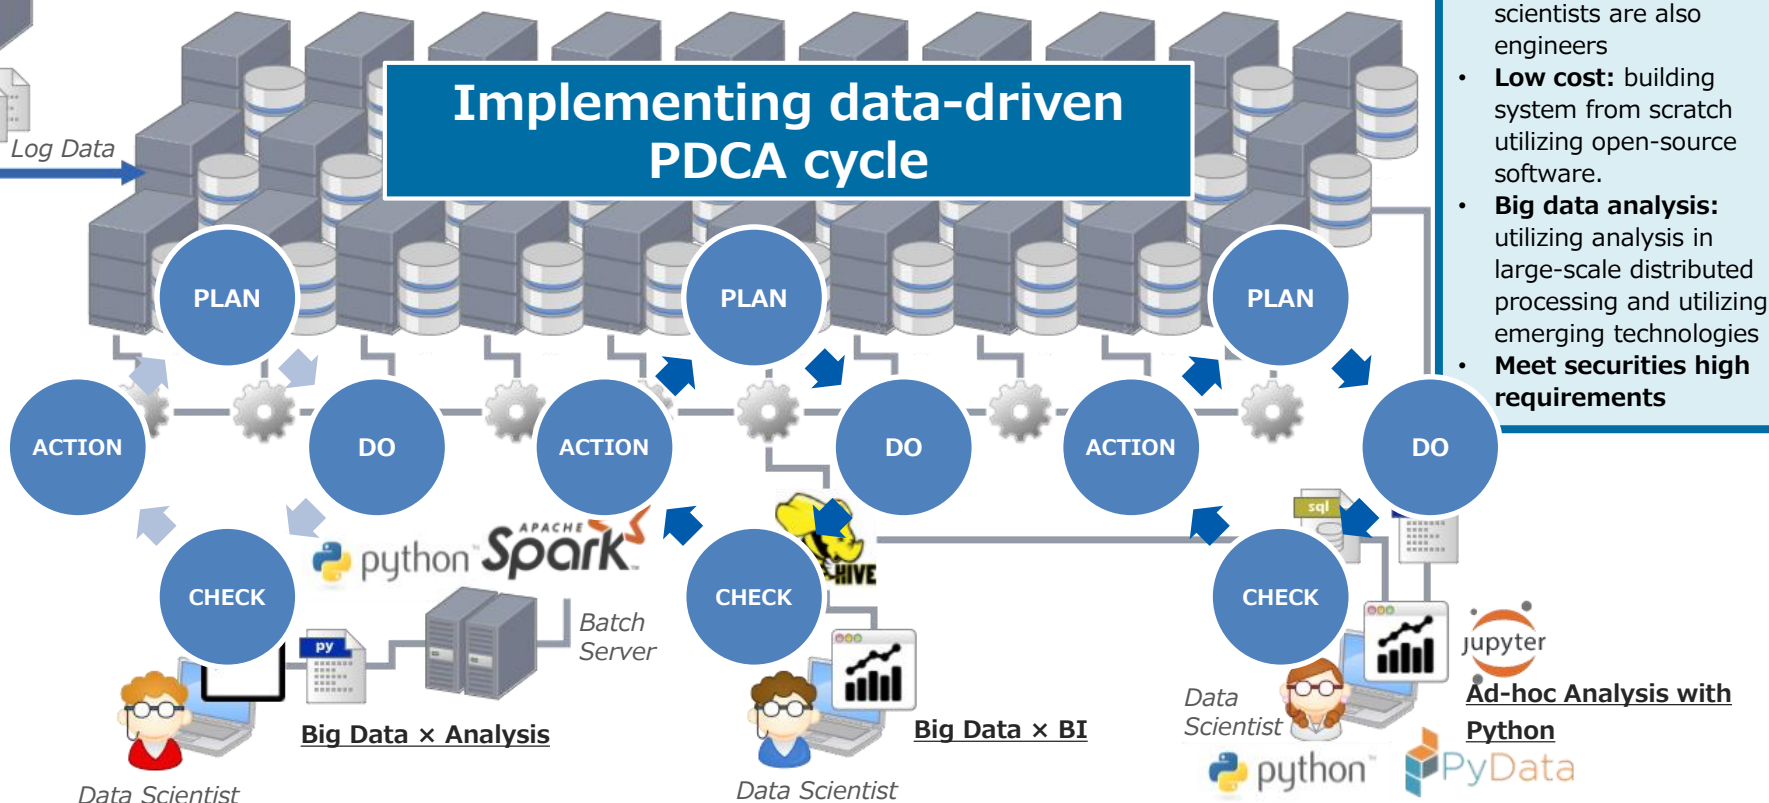 scientists are also
engineers
• Low cost: building
system from scratch
utilizing open-source
software.
• Big data analysis:
utilizing analysis in
large-scale distributed
processing and utilizing
emerging technologies
• Meet securities high
requirements
Implementing data-driven
PDCA cycle
Log Data
PLAN
PLAN
PLAN
ACTION
DO
ACTION
DO
ACTION
DO
CHECK
CHECK
CHECK
python
APACHE
Spark
HIVE
sql
Batch
Server
py
jupyter
Big Data × Analysis
Big Data × BI
Data
Scientist
Ad-hoc Analysis with
Python
python
PyData
Data Scientist
Data Scientist